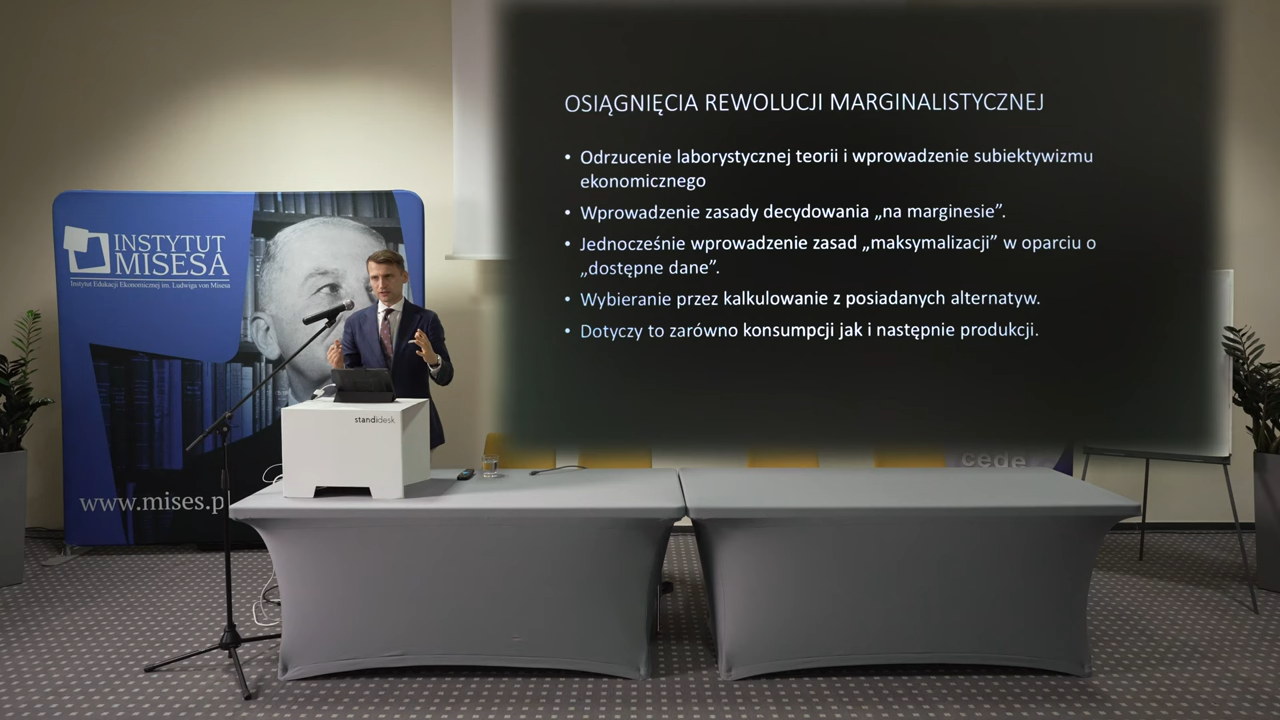 OSIĄGNIĘCIA REWOLUCJI MARGINALISTYCZNEJ
• Odrzucenie laborystycznej teorii i wprowadzenie subiektywizmu
ekonomicznego
• Wprowadzenie zasady decydowania „na marginesie”.
• Jednocześnie wprowadzenie zasad „maksymalizacji” w oparciu o
„dostępne dane”.
• Wybieranie przez kalkulowanie z posiadanych alternatyw.
• Dotyczy to zarówno konsumpcji jak i następnie produkcji.
INSTYTUT
MISESA
Instytut Edukacji Ekonomicznej im. Ludwiga von Misesa
www.mises.pl
standidesk
cede